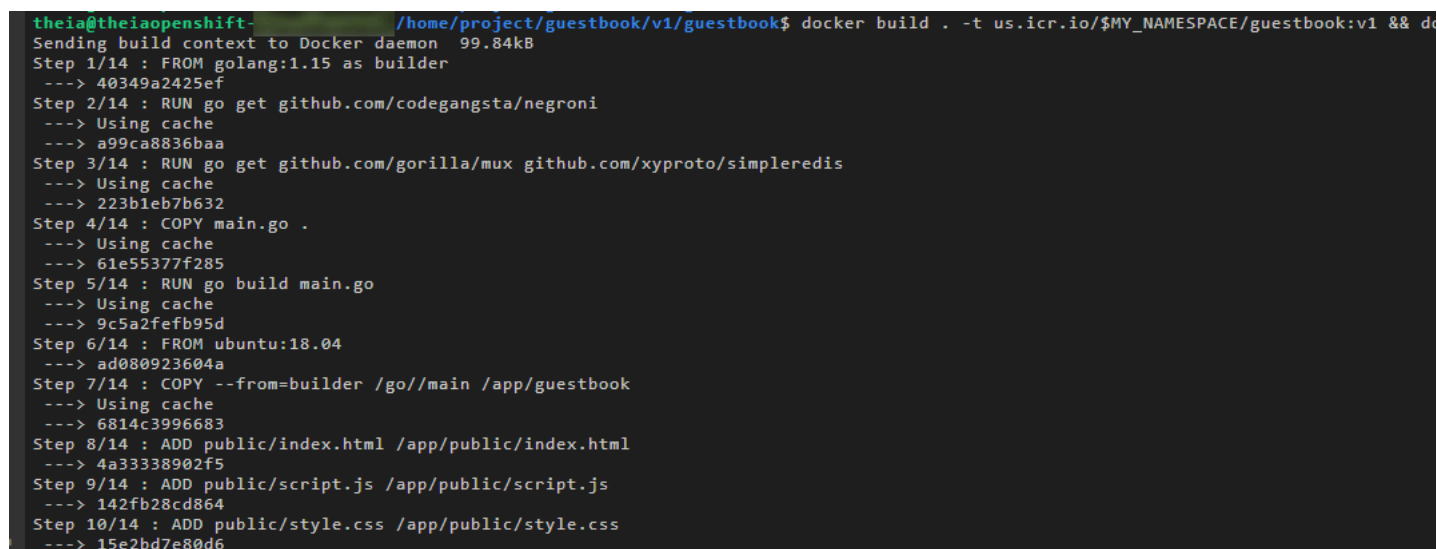 theia@theiaopenshift- /home/project/guestbook/v1/guestbook$ docker build . -t us.icr.io/$MY_NAMESPACE/guestbook:v1 && do
Sending build context to Docker daemon  99.84kB
Step 1/14 : FROM golang:1.15 as builder
 ---> 40349a2425ef
Step 2/14 : RUN go get github.com/codegangsta/negroni
 ---> Using cache
 ---> a99ca8836baa
Step 3/14 : RUN go get github.com/gorilla/mux github.com/xyproto/simpleredis
 ---> Using cache
 ---> 223b1eb7b632
Step 4/14 : COPY main.go .
 ---> Using cache
 ---> 61e55377f285
Step 5/14 : RUN go build main.go
 ---> Using cache
 ---> 9c5a2fefb95d
Step 6/14 : FROM ubuntu:18.04
 ---> ad080923604a
Step 7/14 : COPY --from=builder /go//main /app/guestbook
 ---> Using cache
 ---> 6814c3996683
Step 8/14 : ADD public/index.html /app/public/index.html
 ---> 4a33338902f5
Step 9/14 : ADD public/script.js /app/public/script.js
 ---> 142fb28cd864
Step 10/14 : ADD public/style.css /app/public/style.css
 ---> 15e2bd7e80d6